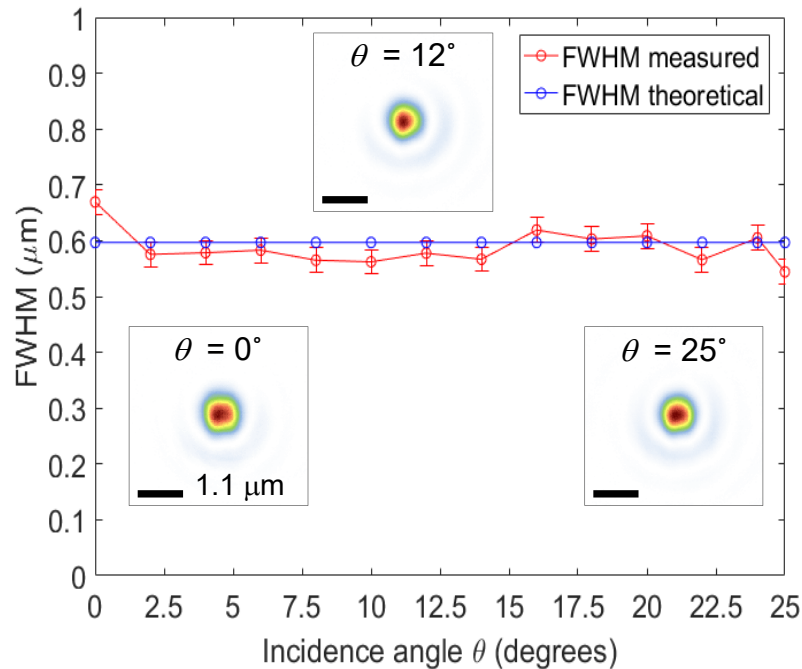 1
0.9
0.8
0.7
0.6
0.5
0.4
0.3
0.2
0.1
0
FWHM (μm)
θ = 12°
FWHM measured
FWHM theoretical
θ = 0°
1.1 μm
θ = 25°
0 2.5 5 7.5 10 12.5 15 17.5 20 22.5 25
Incidence angle θ (degrees)